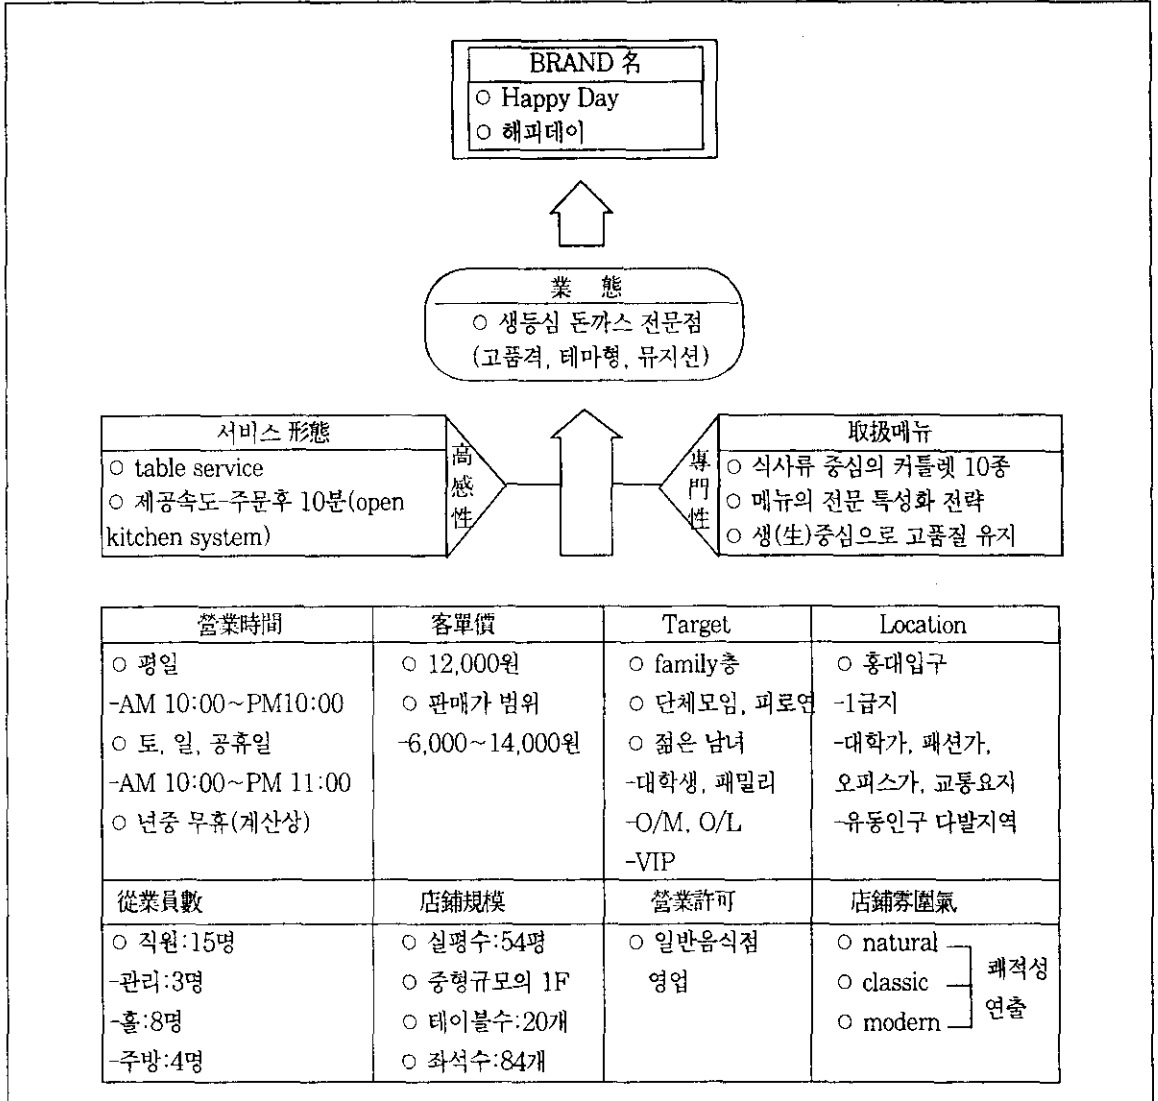 BRAND 名
○ Happy Day
○ 해피데이
業 態
○ 생등심 돈까스 전문점
(고품격, 테마형, 뮤지션)
서비스 形態
○ table service
○ 제공속도-주문후 10분(open
kitchen system)
高感性
專門性
取扱메뉴
○ 식사류 중심의 커틀렛 10종
○ 메뉴의 전문 특성화 전략
○ 생(生)중심으로 고품질 유지
營業時間
○ 평일
-AM 10:00~PM10:00
○ 토, 일, 공휴일
-AM 10:00~PM 11:00
○ 년중 무휴(계산상)
客單價
○ 12,000원
○ 판매가 범위
-6,000~14,000원
Target
○ family층
○ 단체모임, 피로연
○ 젊은 남녀
-대학생, 패밀리
-O/M, O/L
-VIP
Location
○ 홍대입구
-1급지
-대학가, 패션가,
오피스가, 교통요지
-유동인구 다발지역
從業員數
○ 직원:15명
-관리:3명
-홀:8명
-주방:4명
店鋪規模
○ 실평수:54평
○ 중형규모의 1F
○ 테이블수:20개
○ 좌석수:84개
營業許可
○ 일반음식점
영업
店鋪雰圍氣
○ natural
○ classic
○ modern
쾌적성
연출